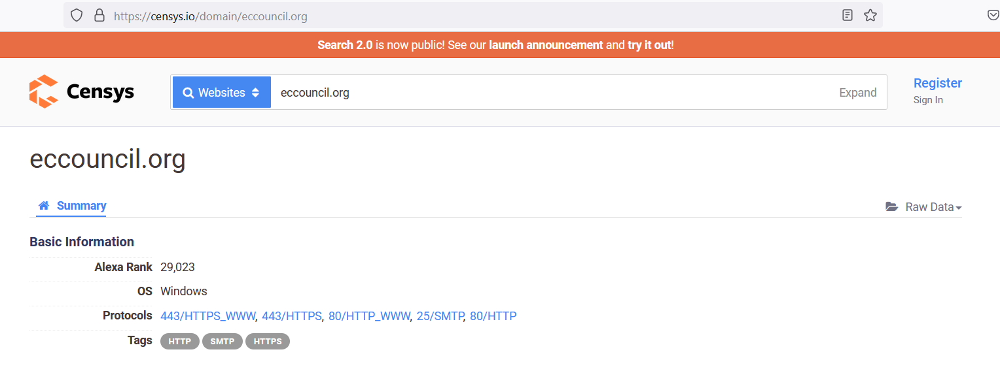 https://censys.io/domain/eccouncil.org
Search 2.0 is now public! See our launch announcement and try it out!
Censys
Websites
eccouncil.org
Expand
Register
Sign In
eccouncil.org
Summary
Raw Data
Basic Information
Alexa Rank 29,023
OS Windows
Protocols 443/HTTPS_WWW, 443/HTTPS, 80/HTTP_WWW, 25/SMTP, 80/HTTP
Tags HTTP SMTP HTTPS